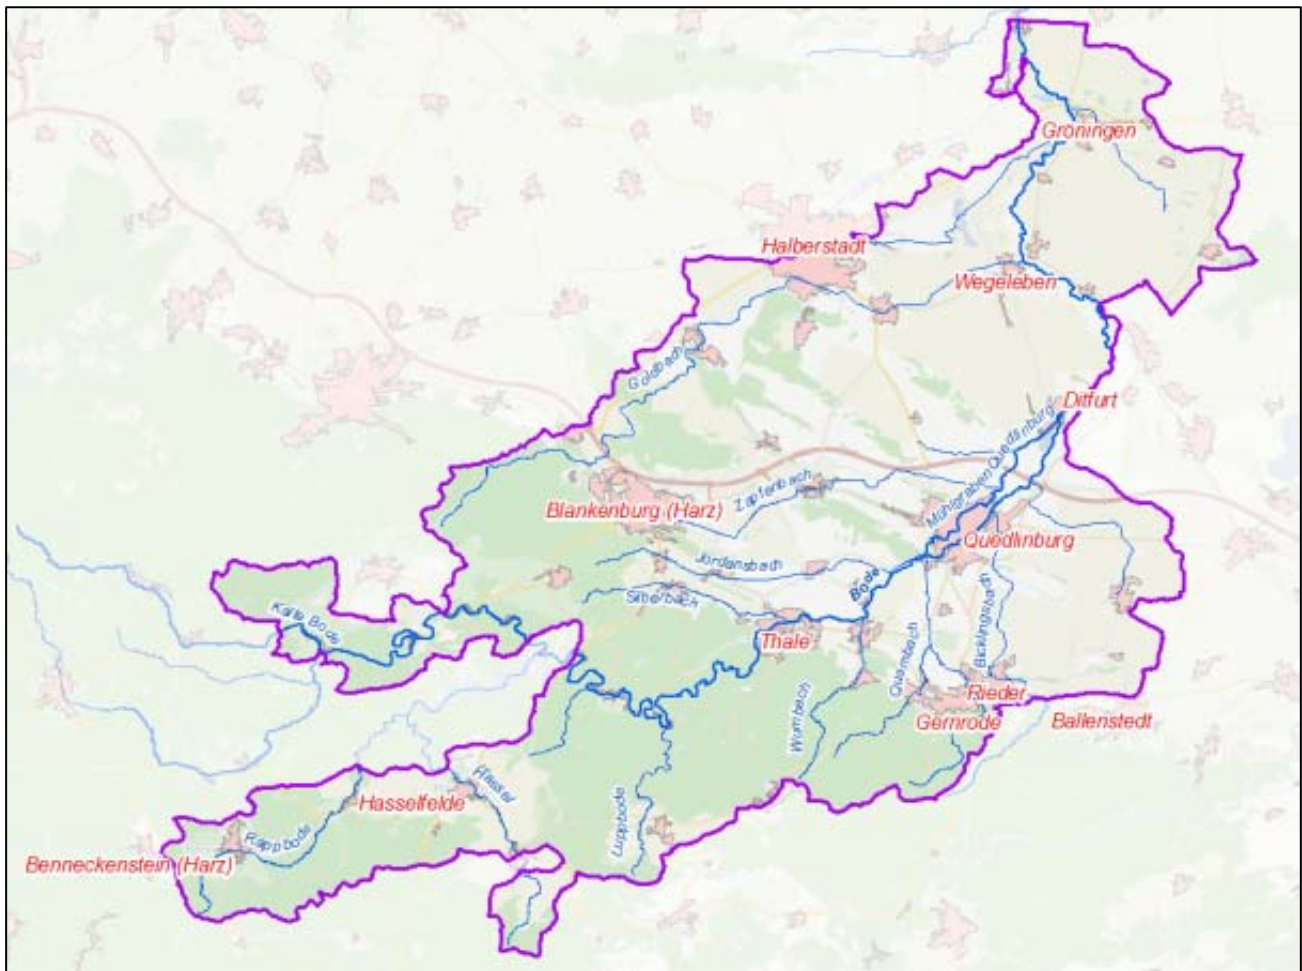 Gröningen
Halberstadt
Wegeleben
Goldbach
Ditfurt
Mühlgraben Quedlinburg
Zapfenbach
Blankenburg (Harz)
Quedlinburg
Jordansbach
Bode
Silberbach
Kalte Bode
Thale
Quarmbach
Bicklingsbach
Rieder
Wurmbach
Gernrode
Ballenstedt
Hassel
Hasselfelde
Luppbode
Rappbode
Benneckenstein (Harz)